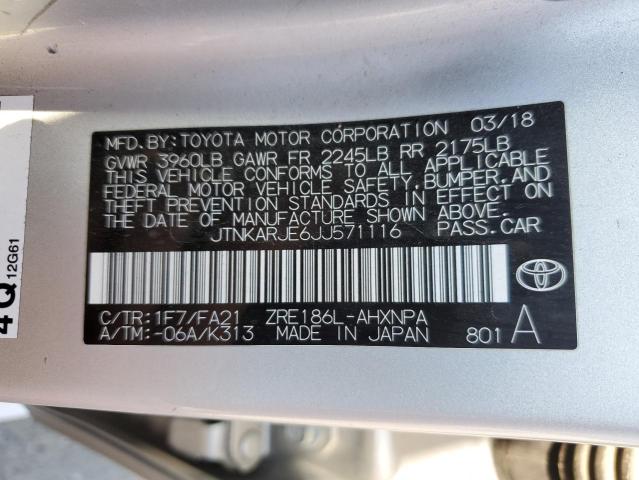 MFD. BY: TOYOTA MOTOR CORPORATION 03/18
GVWR 3960LB GAWR FR 2245LB RR 2175LB
THIS VEHICLE CONFORMS TO ALL APPLICABLE
FEDERAL MOTOR VEHICLE SAFETY, BUMPER, AND
THEFT PREVENTION STANDARDS IN EFFECT ON
THE DATE OF MANUFACTURE SHOWN ABOVE.
JTNKARJE6JJ571116 PASS. CAR
C/TR: 1F7/FA21 ZRE186L-AHXNPA
A/TM: -06A/K313 MADE IN JAPAN 801 A
4Q 12G61